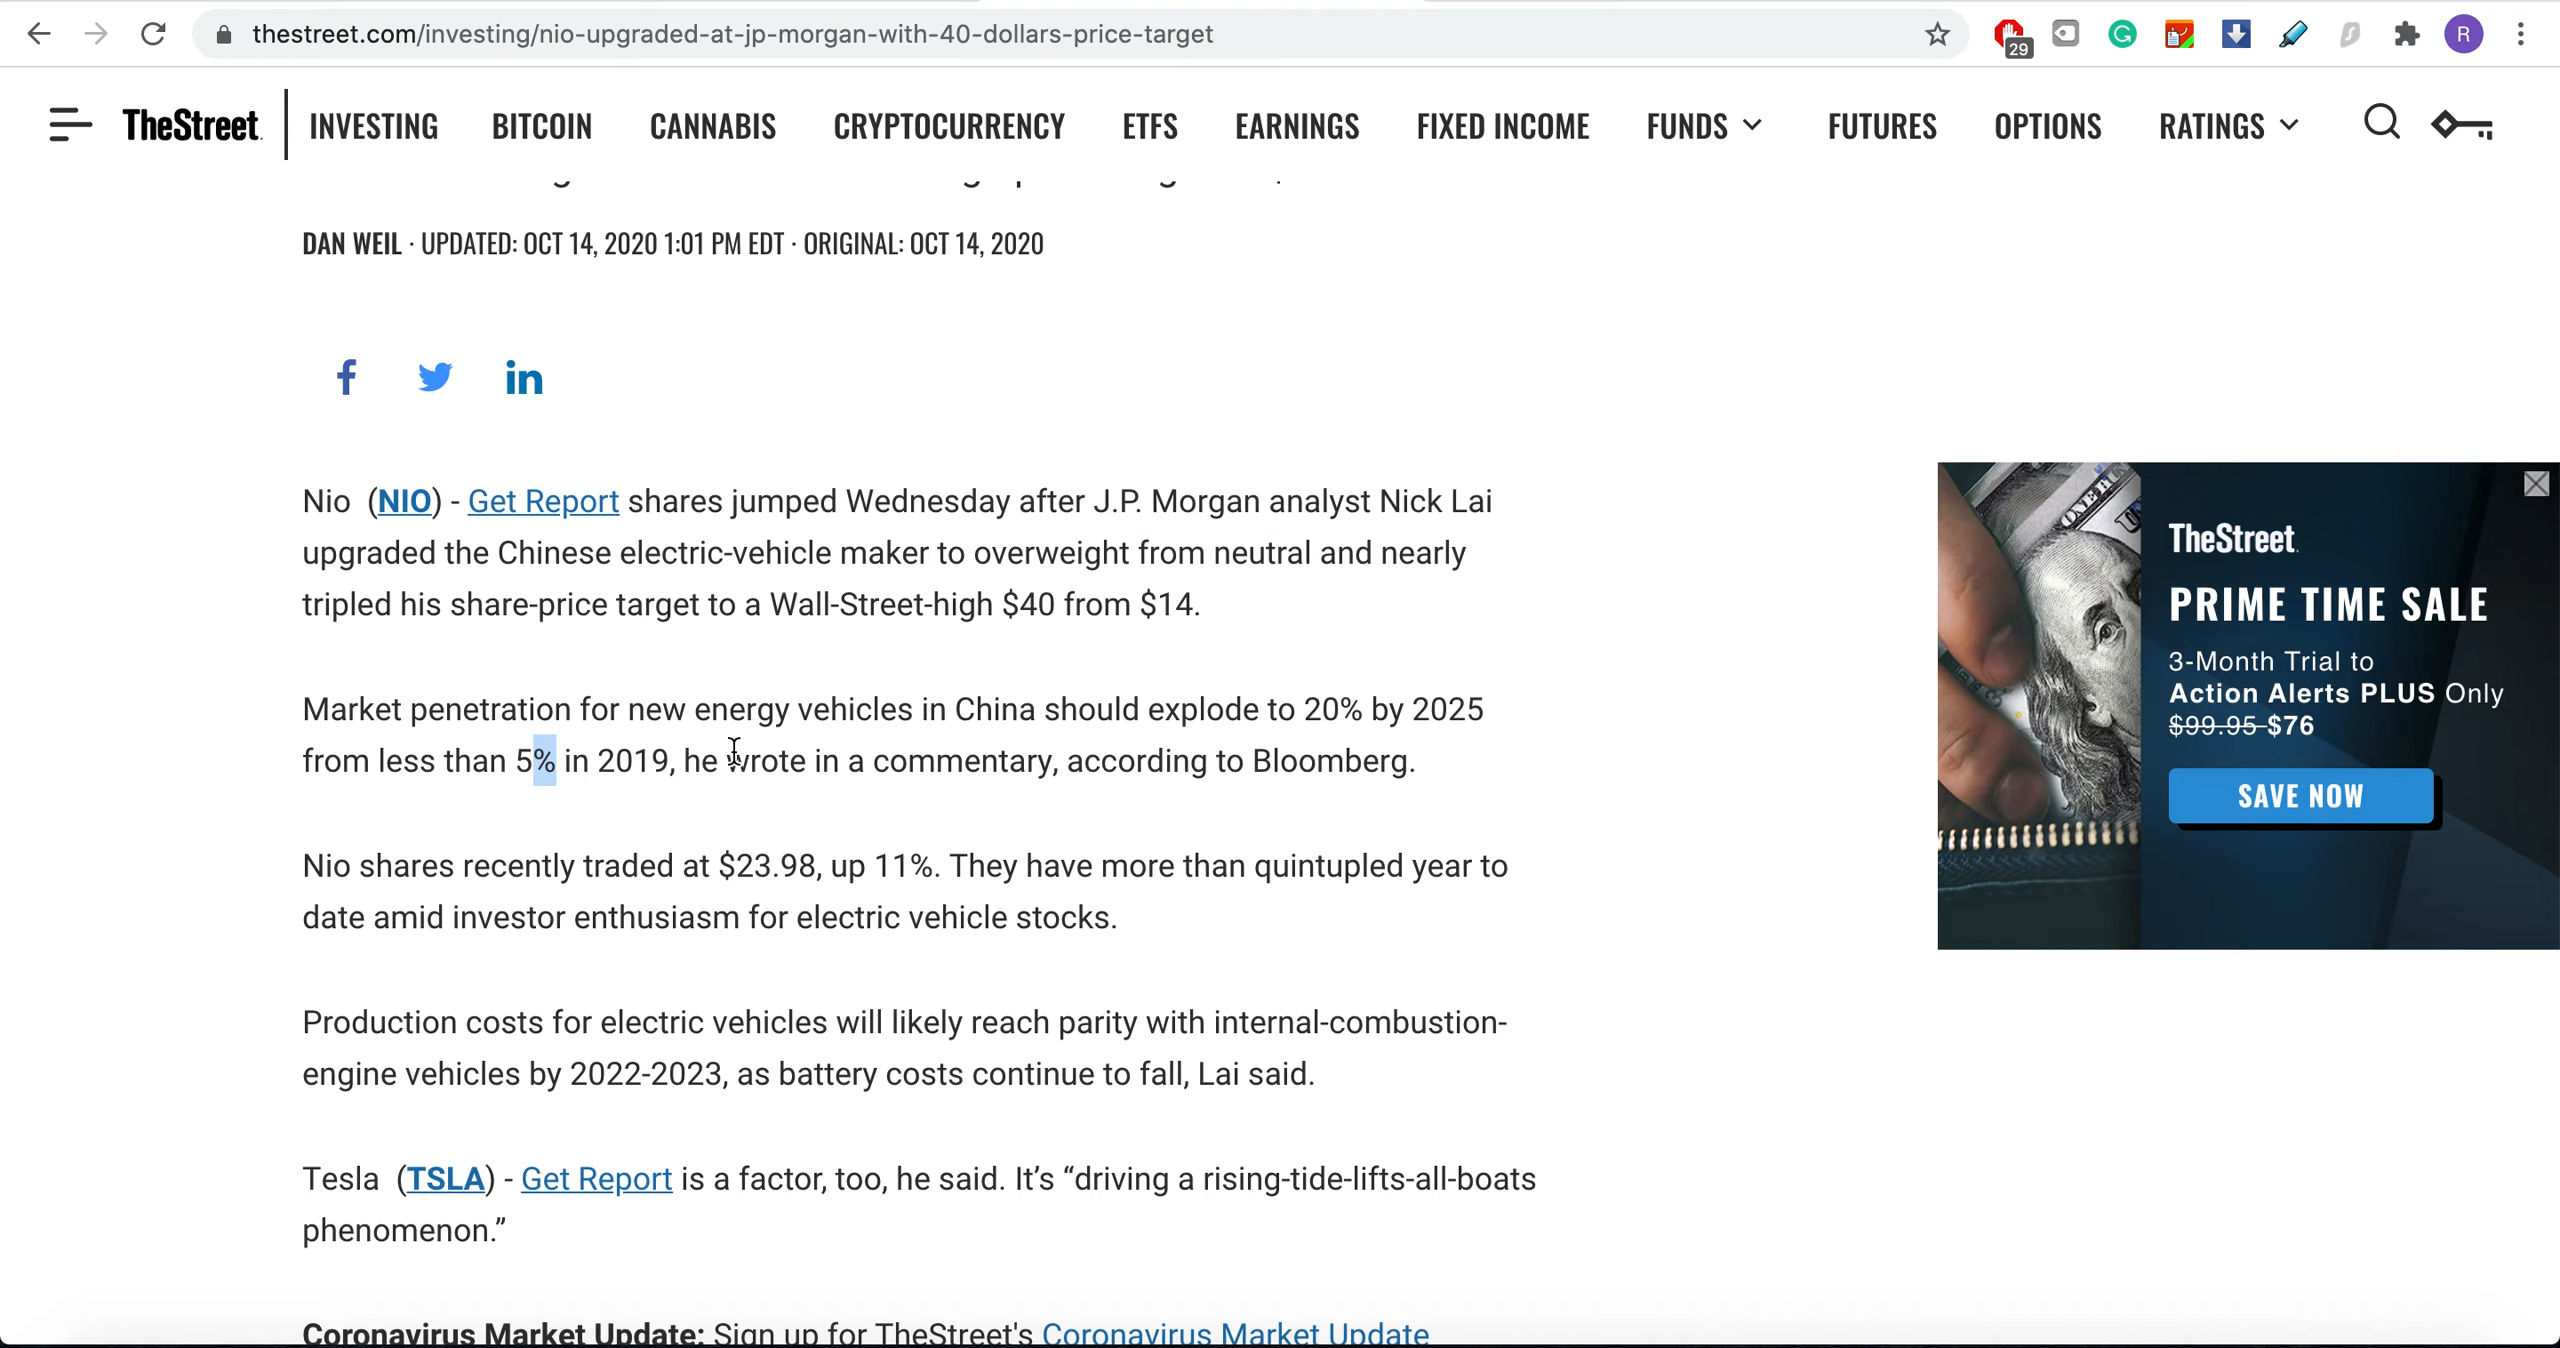 thestreet.com/investing/nio-upgraded-at-jp-morgan-with-40-dollars-price-target
29
R
TheStreet INVESTING BITCOIN CANNABIS CRYPTOCURRENCY ETFS EARNINGS FIXED INCOME FUNDS FUTURES OPTIONS RATINGS
DAN WEIL · UPDATED: OCT 14, 2020 1:01 PM EDT · ORIGINAL: OCT 14, 2020
Nio (NIO) - Get Report shares jumped Wednesday after J.P. Morgan analyst Nick Lai
upgraded the Chinese electric-vehicle maker to overweight from neutral and nearly
tripled his share-price target to a Wall-Street-high $40 from $14.
Market penetration for new energy vehicles in China should explode to 20% by 2025
from less than 5% in 2019, he wrote in a commentary, according to Bloomberg.
Nio shares recently traded at $23.98, up 11%. They have more than quintupled year to
date amid investor enthusiasm for electric vehicle stocks.
Production costs for electric vehicles will likely reach parity with internal-combustion-
engine vehicles by 2022-2023, as battery costs continue to fall, Lai said.
Tesla (TSLA) - Get Report is a factor, too, he said. It’s “driving a rising-tide-lifts-all-boats
phenomenon.”
Coronavirus Market Update: Sign up for TheStreet's Coronavirus Market Update
TheStreet
PRIME TIME SALE
3-Month Trial to
Action Alerts PLUS Only
$99.95 $76
SAVE NOW